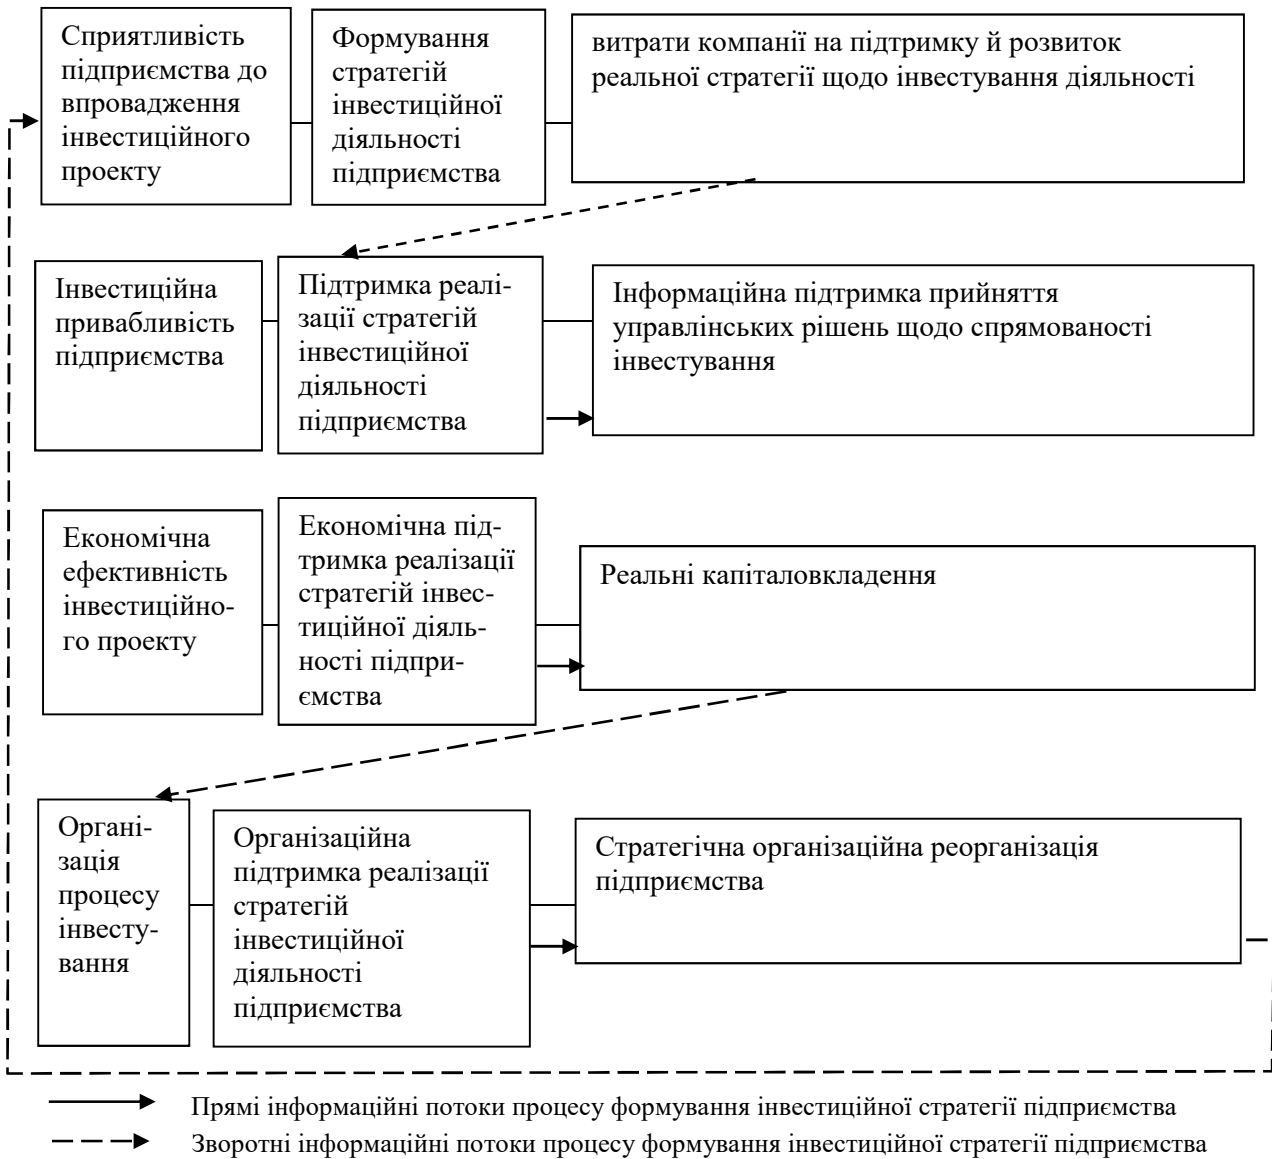 Сприятливість
підприємства до
впровадження
інвестиційного
проекту
Формування
стратегій
інвестиційної
діяльності
підприємства
витрати компанії на підтримку й розвиток
реальної стратегії щодо інвестування діяльності
Інвестиційна
привабливість
підприємства
Підтримка реалі-
зації стратегій
інвестиційної
діяльності
підприємства
Інформаційна підтримка прийняття
управлінських рішень щодо спрямованості
інвестування
Економічна
ефективність
інвестиційно-
го проекту
Економічна під-
тримка реалізації
стратегій інвес-
тиційної діяль-
ності підпри-
ємства
Реальні капіталовкладення
Органі-
зація
процесу
інвесту-
вання
Організаційна
підтримка реалізації
стратегій
інвестиційної
діяльності
підприємства
Стратегічна організаційна реорганізація
підприємства
Прямі інформаційні потоки процесу формування інвестиційної стратегії підприємства
Зворотні інформаційні потоки процесу формування інвестиційної стратегії підприємства